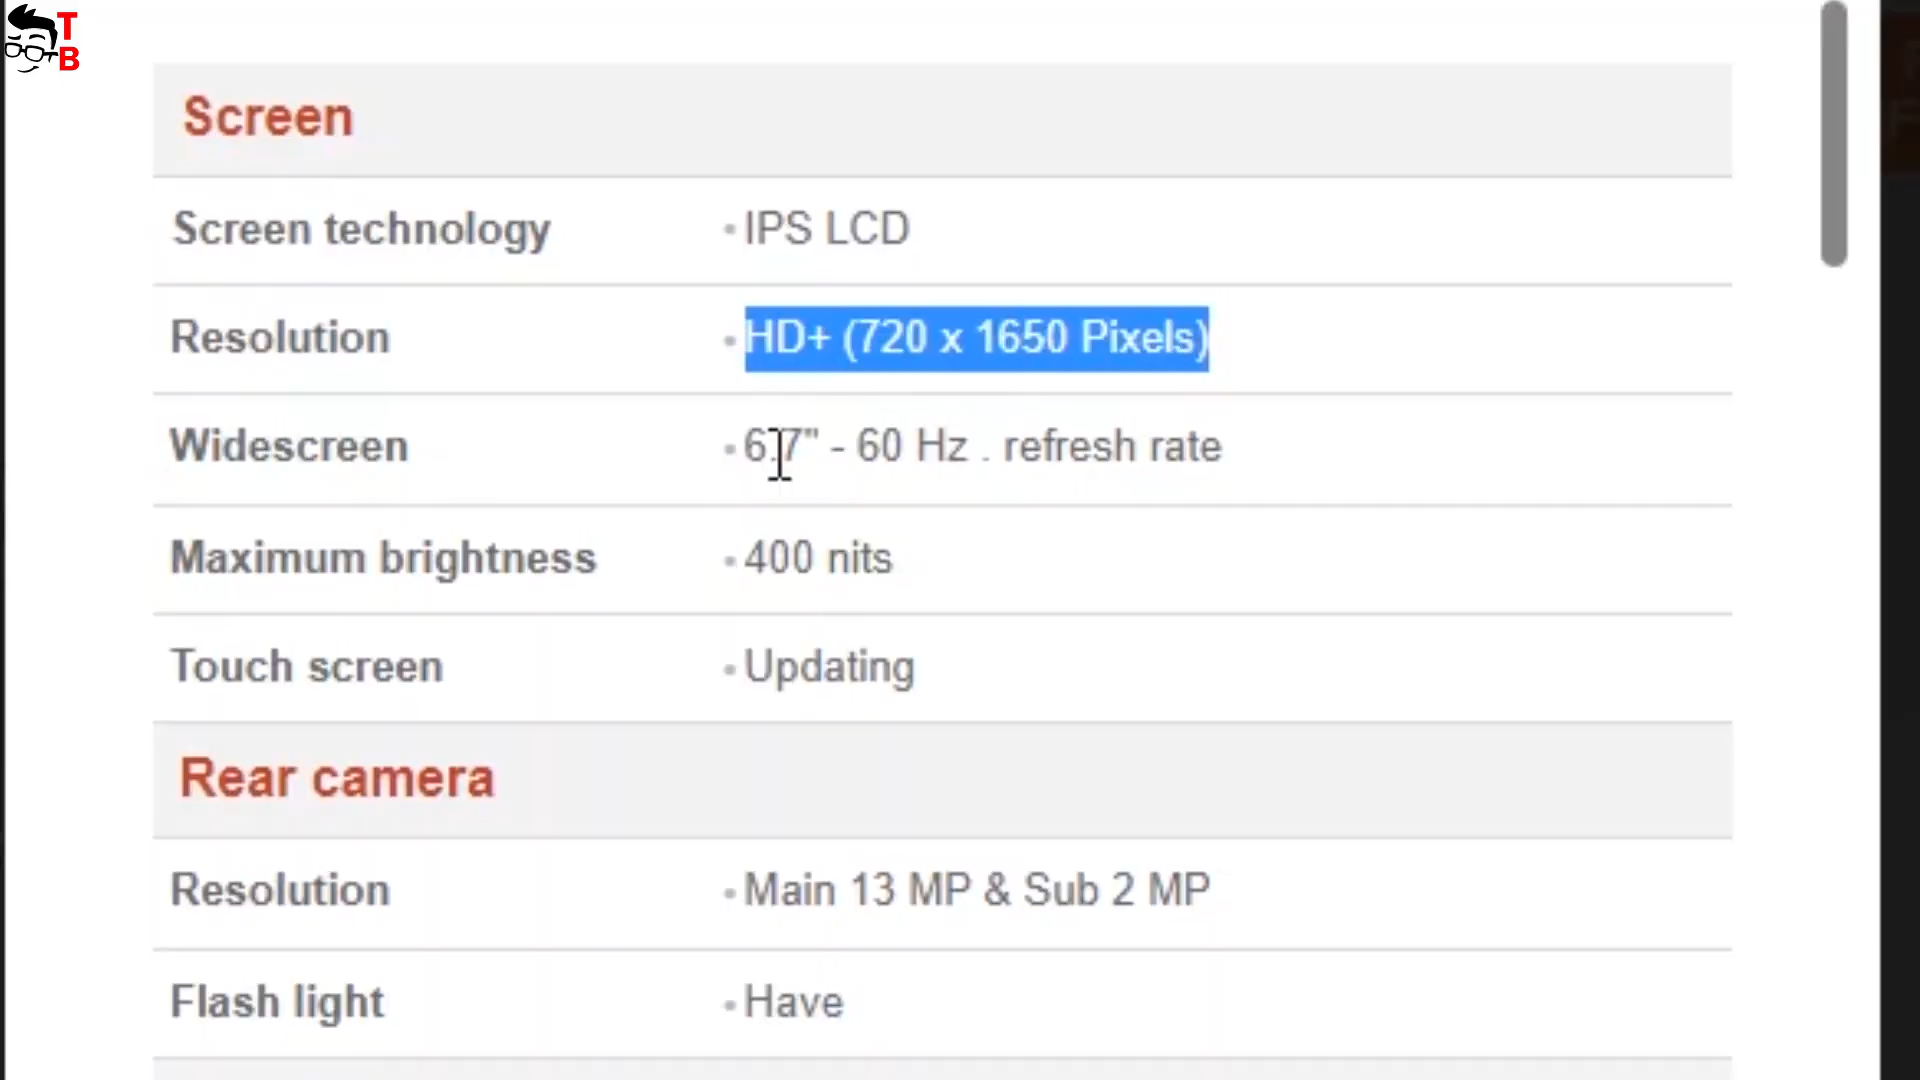 T
B
Screen
Screen technology • IPS LCD
Resolution • HD+ (720 x 1650 Pixels)
Widescreen • 6.7" - 60 Hz . refresh rate
Maximum brightness • 400 nits
Touch screen • Updating
Rear camera
Resolution • Main 13 MP & Sub 2 MP
Flash light • Have